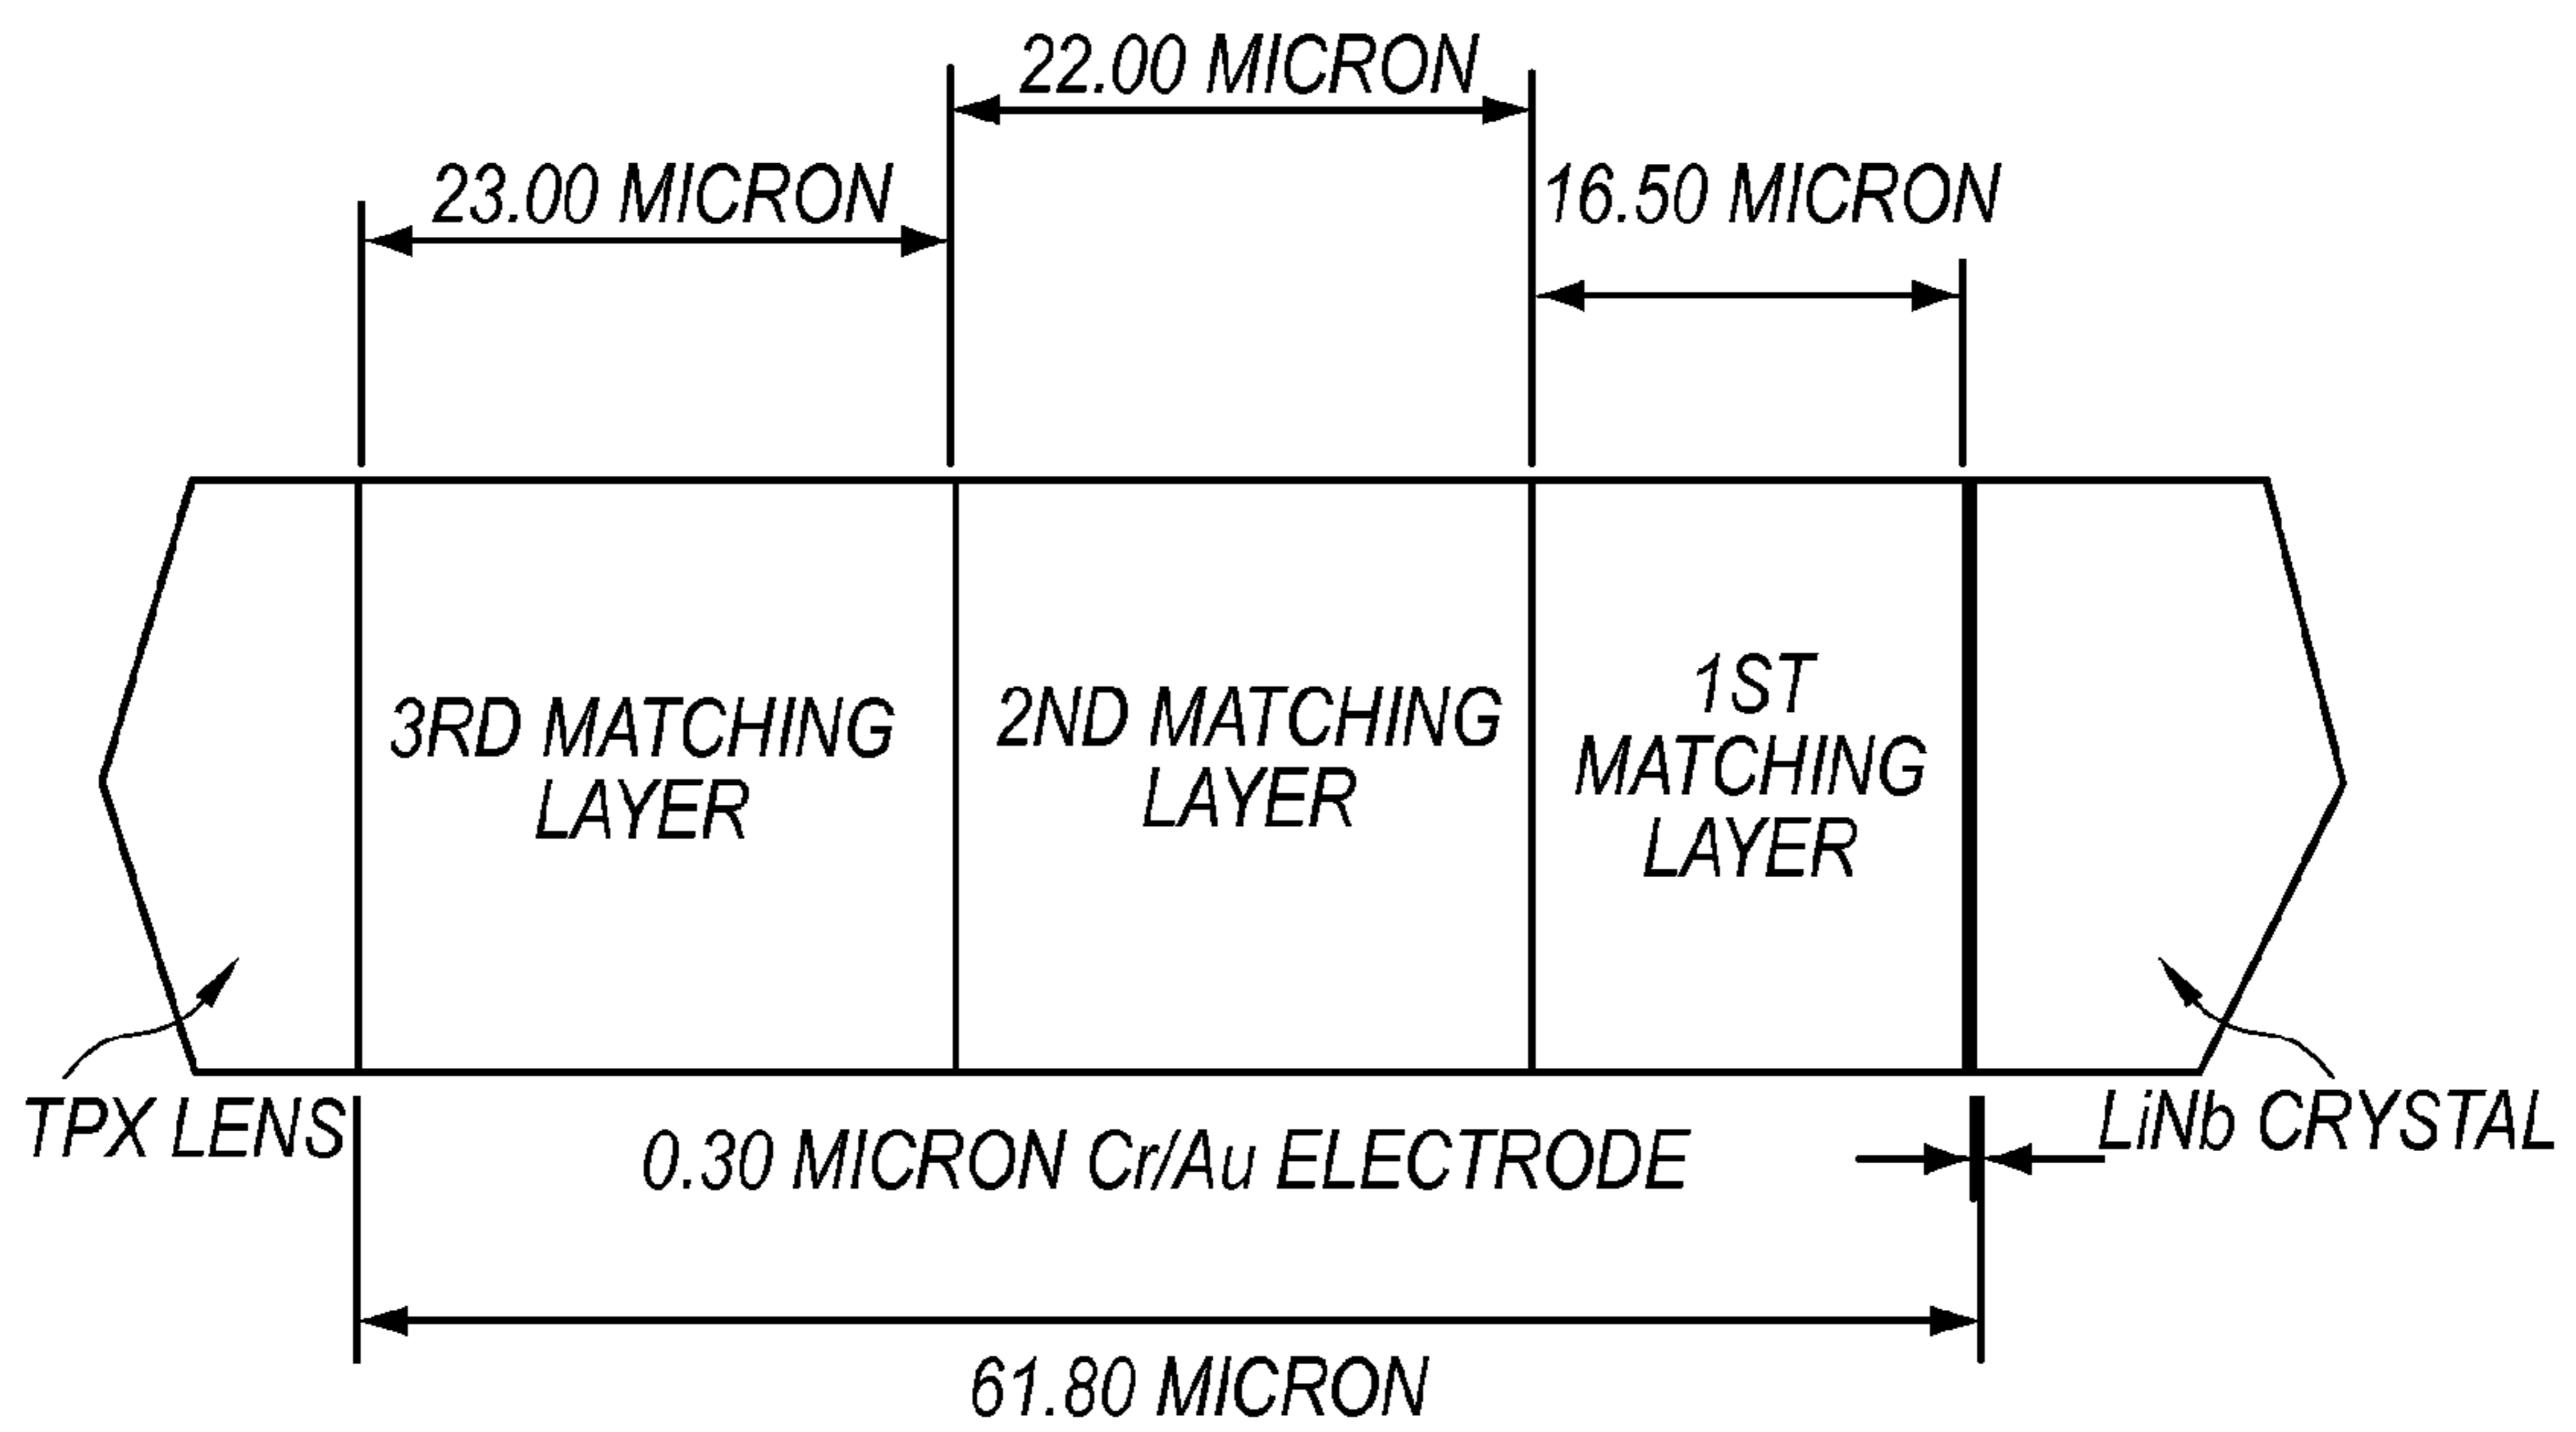 22.00 MICRON
23.00 MICRON
16.50 MICRON
3RD MATCHING
LAYER
2ND MATCHING
LAYER
1ST
MATCHING
LAYER
TPX LENS
0.30 MICRON Cr/Au ELECTRODE
LiNb CRYSTAL
61.80 MICRON